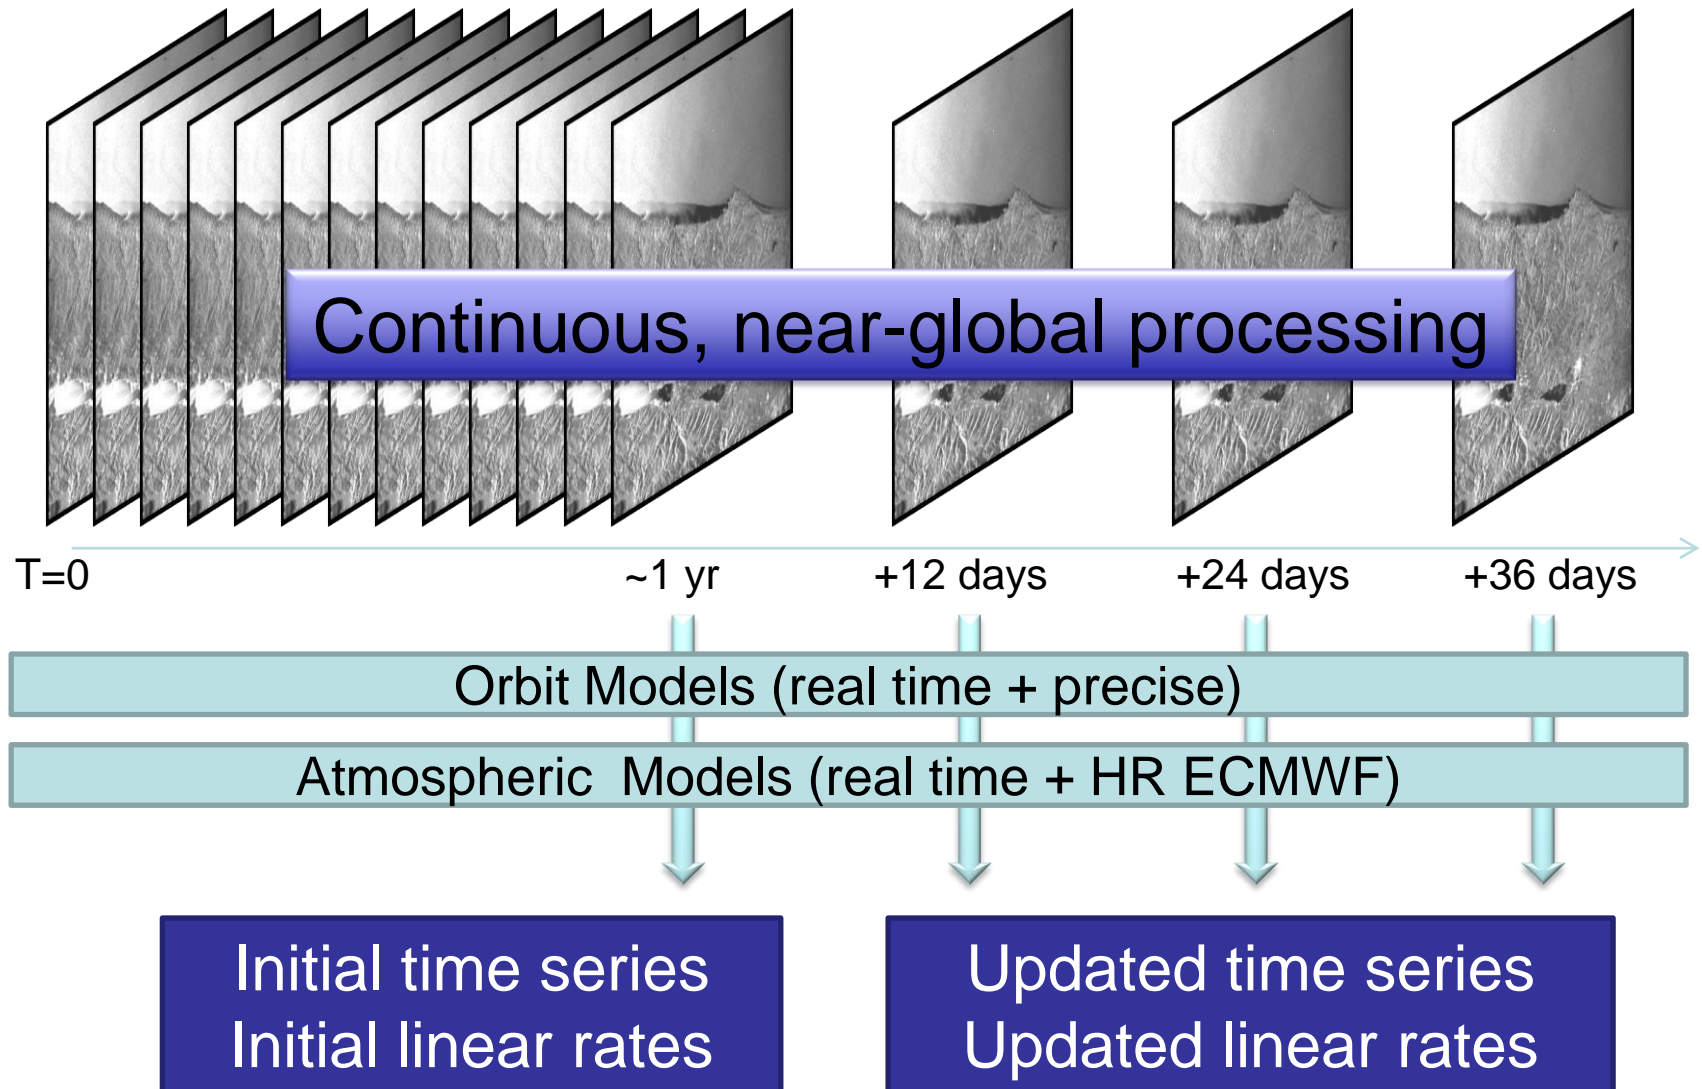 Continuous, near-global processing
T=0
~1 yr
+12 days
+24 days
+36 days
Orbit Models (real time + precise)
Atmospheric Models (real time + HR ECMWF)
Initial time series
Initial linear rates
Updated time series
Updated linear rates